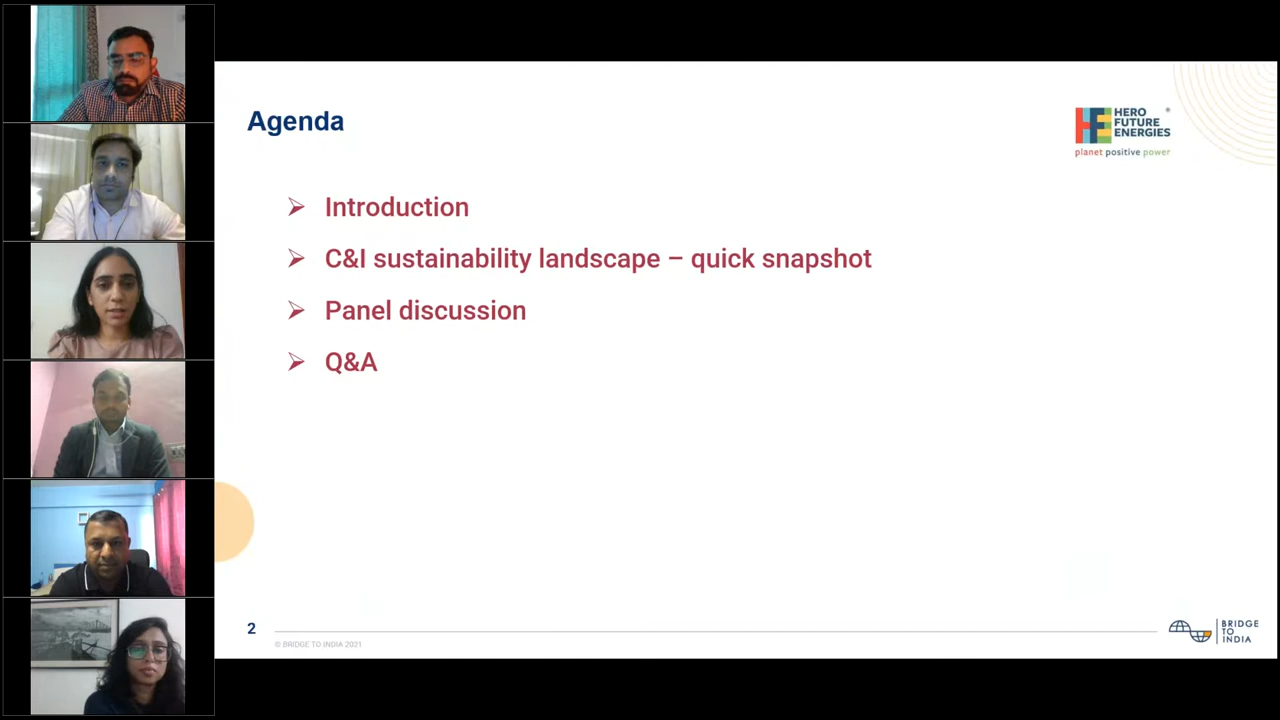 Agenda
HERO
FUTURE
ENERGIES
®
planet positive power
➢ Introduction
➢ C&I sustainability landscape – quick snapshot
➢ Panel discussion
➢ Q&A
2
© BRIDGE TO INDIA 2021
BRIDGE
TO
INDIA